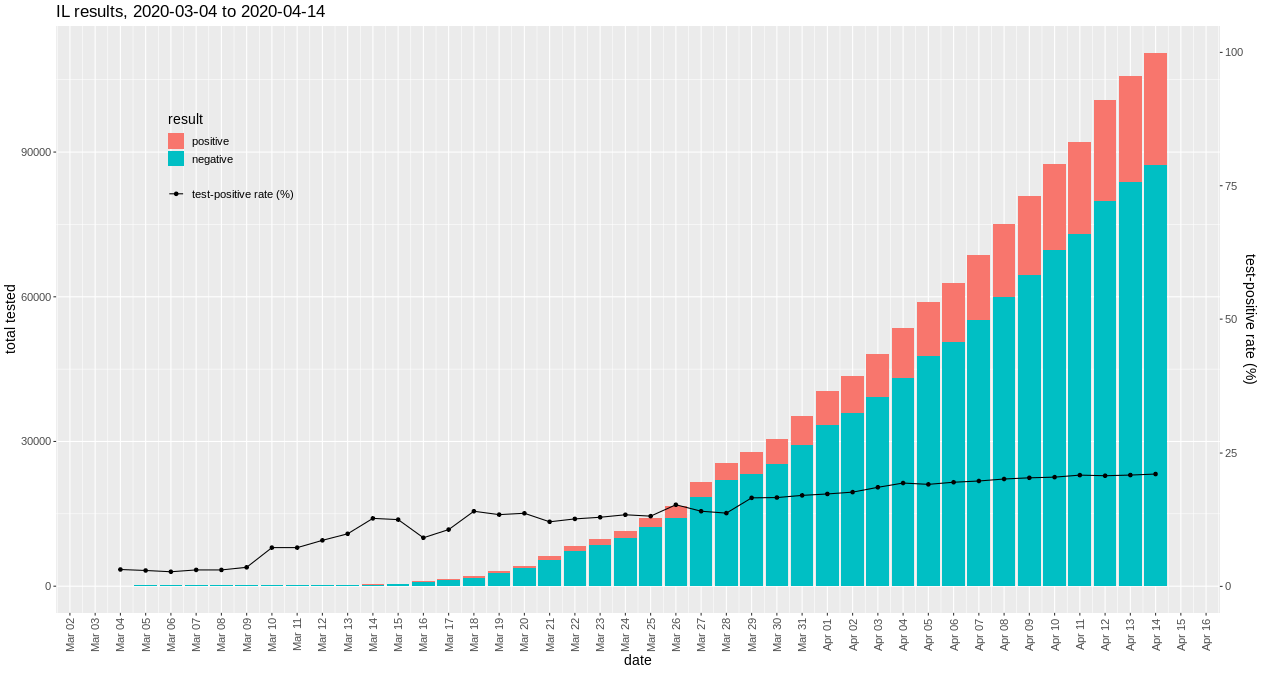 IL results, 2020-03-04 to 2020-04-14
total tested
90000
60000
30000
0
result
positive
negative
test-positive rate (%)
100
75
50
25
0
test-positive rate (%)
Mar 02
Mar 03
Mar 04
Mar 05
Mar 06
Mar 07
Mar 08
Mar 09
Mar 10
Mar 11
Mar 12
Mar 13
Mar 14
Mar 15
Mar 16
Mar 17
Mar 18
Mar 19
Mar 20
Mar 21
Mar 22
Mar 23
Mar 24
Mar 25
Mar 26
Mar 27
Mar 28
Mar 29
Mar 30
Mar 31
Apr 01
Apr 02
Apr 03
Apr 04
Apr 05
Apr 06
Apr 07
Apr 08
Apr 09
Apr 10
Apr 11
Apr 12
Apr 13
Apr 14
Apr 15
Apr 16
date